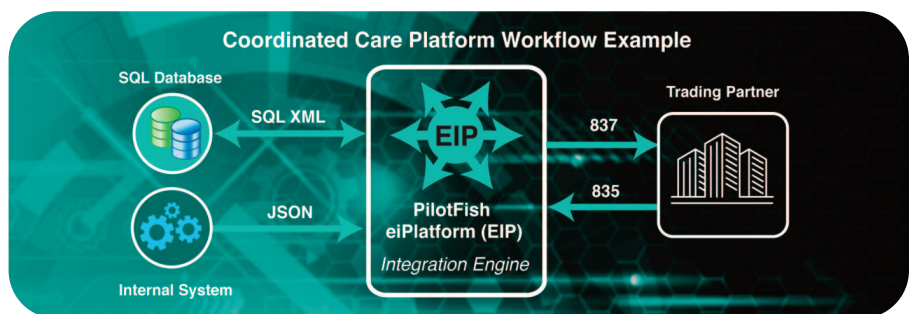 Coordinated Care Platform Workflow Example
SQL Database
SQL XML
JSON
Internal System
EIP
PilotFish
eiPlatform (EIP)
Integration Engine
837
835
Trading Partner